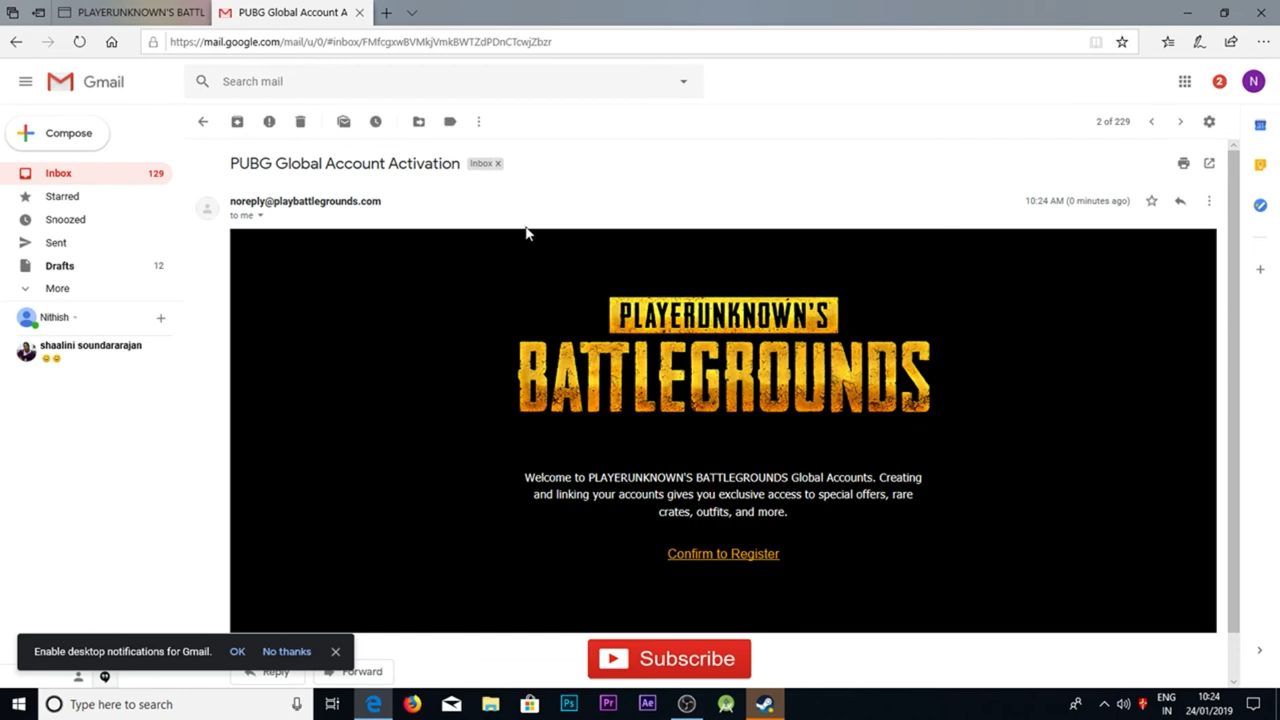 PLAYERUNKNOWN'S BATTL
PUBG Global Account A
https://mail.google.com/mail/u/0/#inbox/FMfcgxwBVMkjVmkBWTZdPDnCTcwjZbzr
Gmail
Search mail
2
N
Compose
2 of 229
PUBG Global Account Activation
Inbox
Inbox 129
noreply@playbattlegrounds.com
10:24 AM (0 minutes ago)
to me
Starred
Snoozed
Sent
Drafts 12
More
Nithish
shaalini soundararajan
PLAYERUNKNOWN'S
BATTLEGROUNDS
Welcome to PLAYERUNKNOWN'S BATTLEGROUNDS Global Accounts. Creating
and linking your accounts gives you exclusive access to special offers, rare
crates, outfits, and more.
Confirm to Register
Enable desktop notifications for Gmail. OK No thanks
Subscribe
Reply
Forward
Type here to search
Ps
Pr
Ae
ENG
IN
10:24
24/01/2019